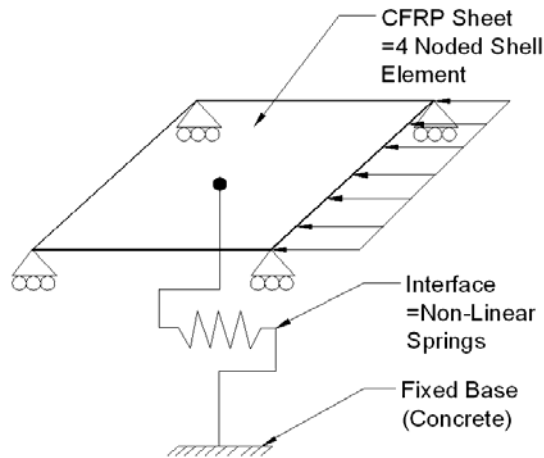 CFRP Sheet
=4 Noded Shell
Element
Interface
=Non-Linear
Springs
Fixed Base
(Concrete)